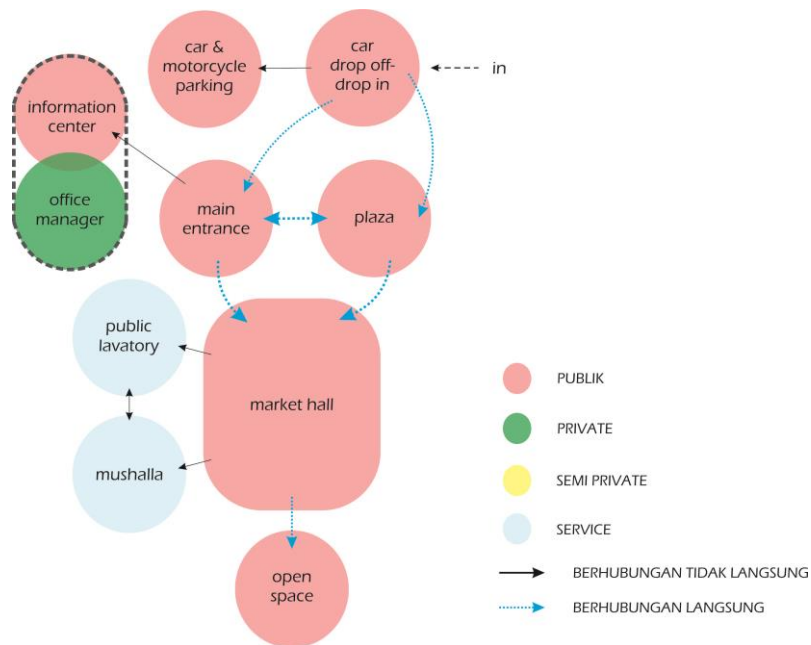 car &
motorcycle
parking
car
drop off-
drop in
in
information
center
office
manager
main
entrance
plaza
public
lavatory
market hall
mushalla
open
space
PUBLIK
PRIVATE
SEMI PRIVATE
SERVICE
BERHUBUNGAN TIDAK LANGSUNG
BERHUBUNGAN LANGSUNG